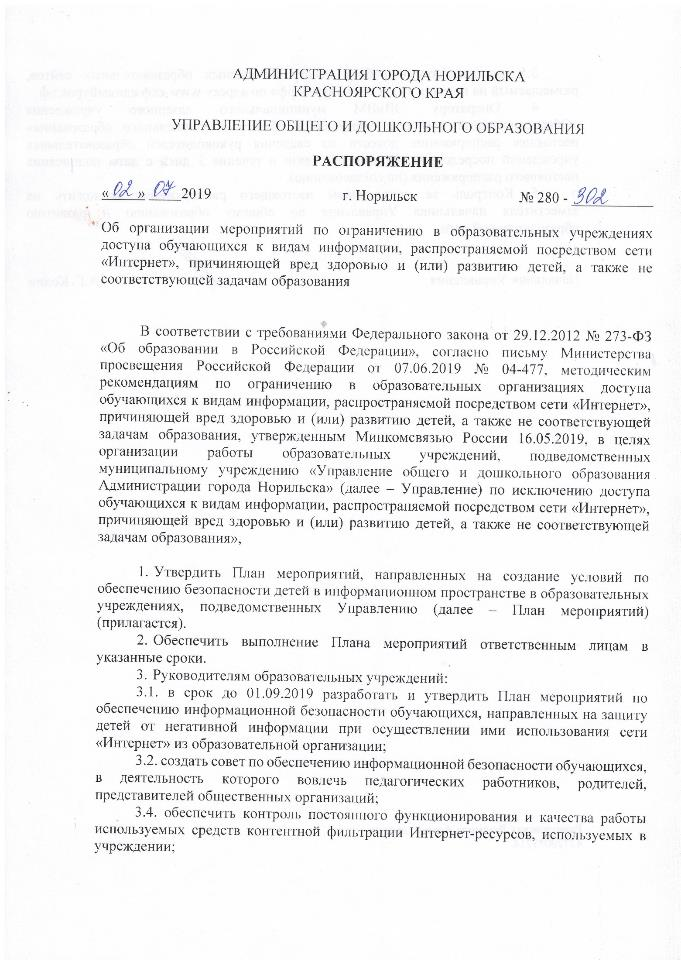 АДМИНИСТРАЦИЯ ГОРОДА НОРИЛЬСКА
КРАСНОЯРСКОГО КРАЯ
УПРАВЛЕНИЕ ОБЩЕГО И ДОШКОЛЬНОГО ОБРАЗОВАНИЯ
РАСПОРЯЖЕНИЕ
«02» 07 2019 г. Норильск № 280 - 302
Об организации мероприятий по ограничению в образовательных учреждениях
доступа обучающихся к видам информации, распространяемой посредством сети
«Интернет», причиняющей вред здоровью и (или) развитию детей, а также не
соответствующей задачам образования
В соответствии с требованиями Федерального закона от 29.12.2012 № 273-ФЗ
«Об образовании в Российской Федерации», согласно письму Министерства
просвещения Российской Федерации от 07.06.2019 № 04-477, методическим
рекомендациям по ограничению в образовательных организациях доступа
обучающихся к видам информации, распространяемой посредством сети «Интернет»,
причиняющей вред здоровью и (или) развитию детей, а также не соответствующей
задачам образования, утвержденным Минкомсвязью России 16.05.2019, в целях
организации работы образовательных учреждений, подведомственных
муниципальному учреждению «Управление общего и дошкольного образования
Администрации города Норильска» (далее – Управление) по исключению доступа
обучающихся к видам информации, распространяемой посредством сети «Интернет»,
причиняющей вред здоровью и (или) развитию детей, а также не соответствующей
задачам образования»,
1. Утвердить План мероприятий, направленных на создание условий по
обеспечению безопасности детей в информационном пространстве в образовательных
учреждениях, подведомственных Управлению (далее – План мероприятий)
(прилагается).
2. Обеспечить выполнение Плана мероприятий ответственным лицам в
указанные сроки.
3. Руководителям образовательных учреждений:
3.1. в срок до 01.09.2019 разработать и утвердить План мероприятий по
обеспечению информационной безопасности обучающихся, направленных на защиту
детей от негативной информации при осуществлении ими использования сети
«Интернет» из образовательной организации;
3.2. создать совет по обеспечению информационной безопасности обучающихся,
в деятельность которого вовлечь педагогических работников, родителей,
представителей общественных организаций;
3.4. обеспечить контроль постоянного функционирования и качества работы
используемых средств контентной фильтрации Интернет-ресурсов, используемых в
учреждении;